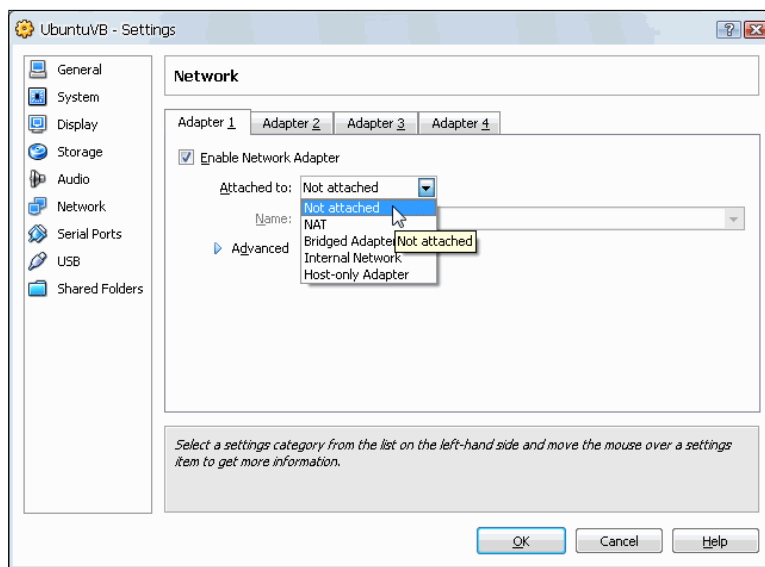 UbuntuVB - Settings
General
System
Display
Storage
Audio
Network
Serial Ports
USB
Shared Folders
Network
Adapter 1 Adapter 2 Adapter 3 Adapter 4
Enable Network Adapter
Attached to: Not attached
Not attached
Name:
NAT
Bridged Adapter Not attached
Advanced
Internal Network
Host-only Adapter
Select a settings category from the list on the left-hand side and move the mouse over a settings
item to get more information.
OK Cancel Help